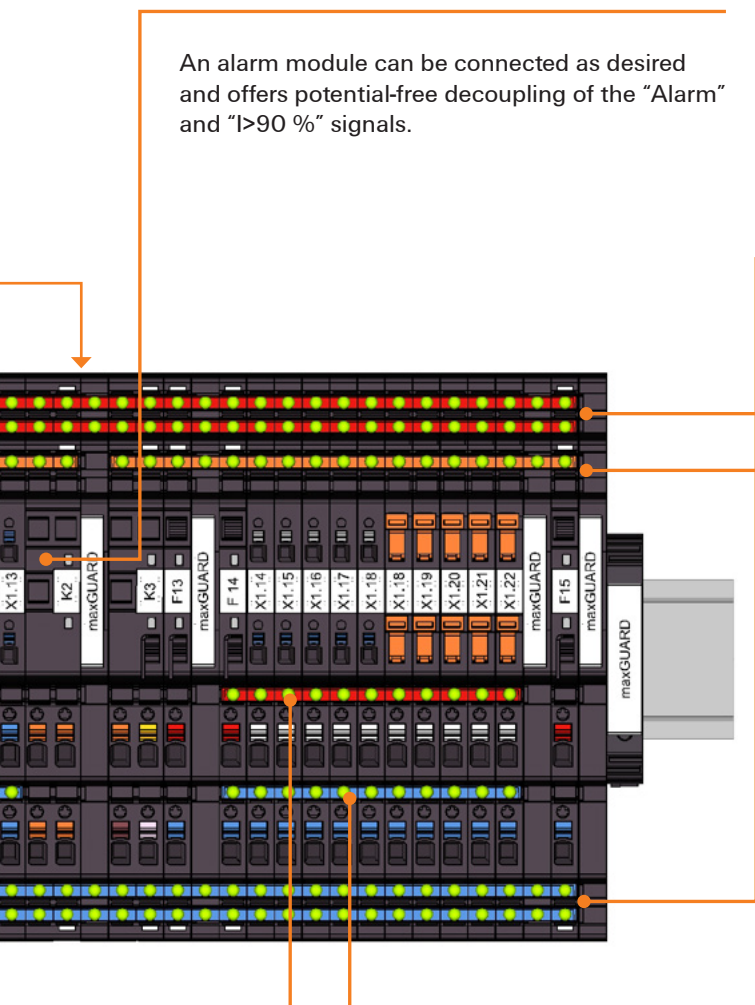 An alarm module can be connected as desired
and offers potential-free decoupling of the “Alarm”
and “I>90 %” signals.
X1.13
K2
maxGUARD
K3
F13
maxGUARD
F 14
X1.14
X1.15
X1.16
X1.17
X1.18
X1.18
X1.19
X1.20
X1.21
X1.22
maxGUARD
F15
maxGUARD
maxGUARD